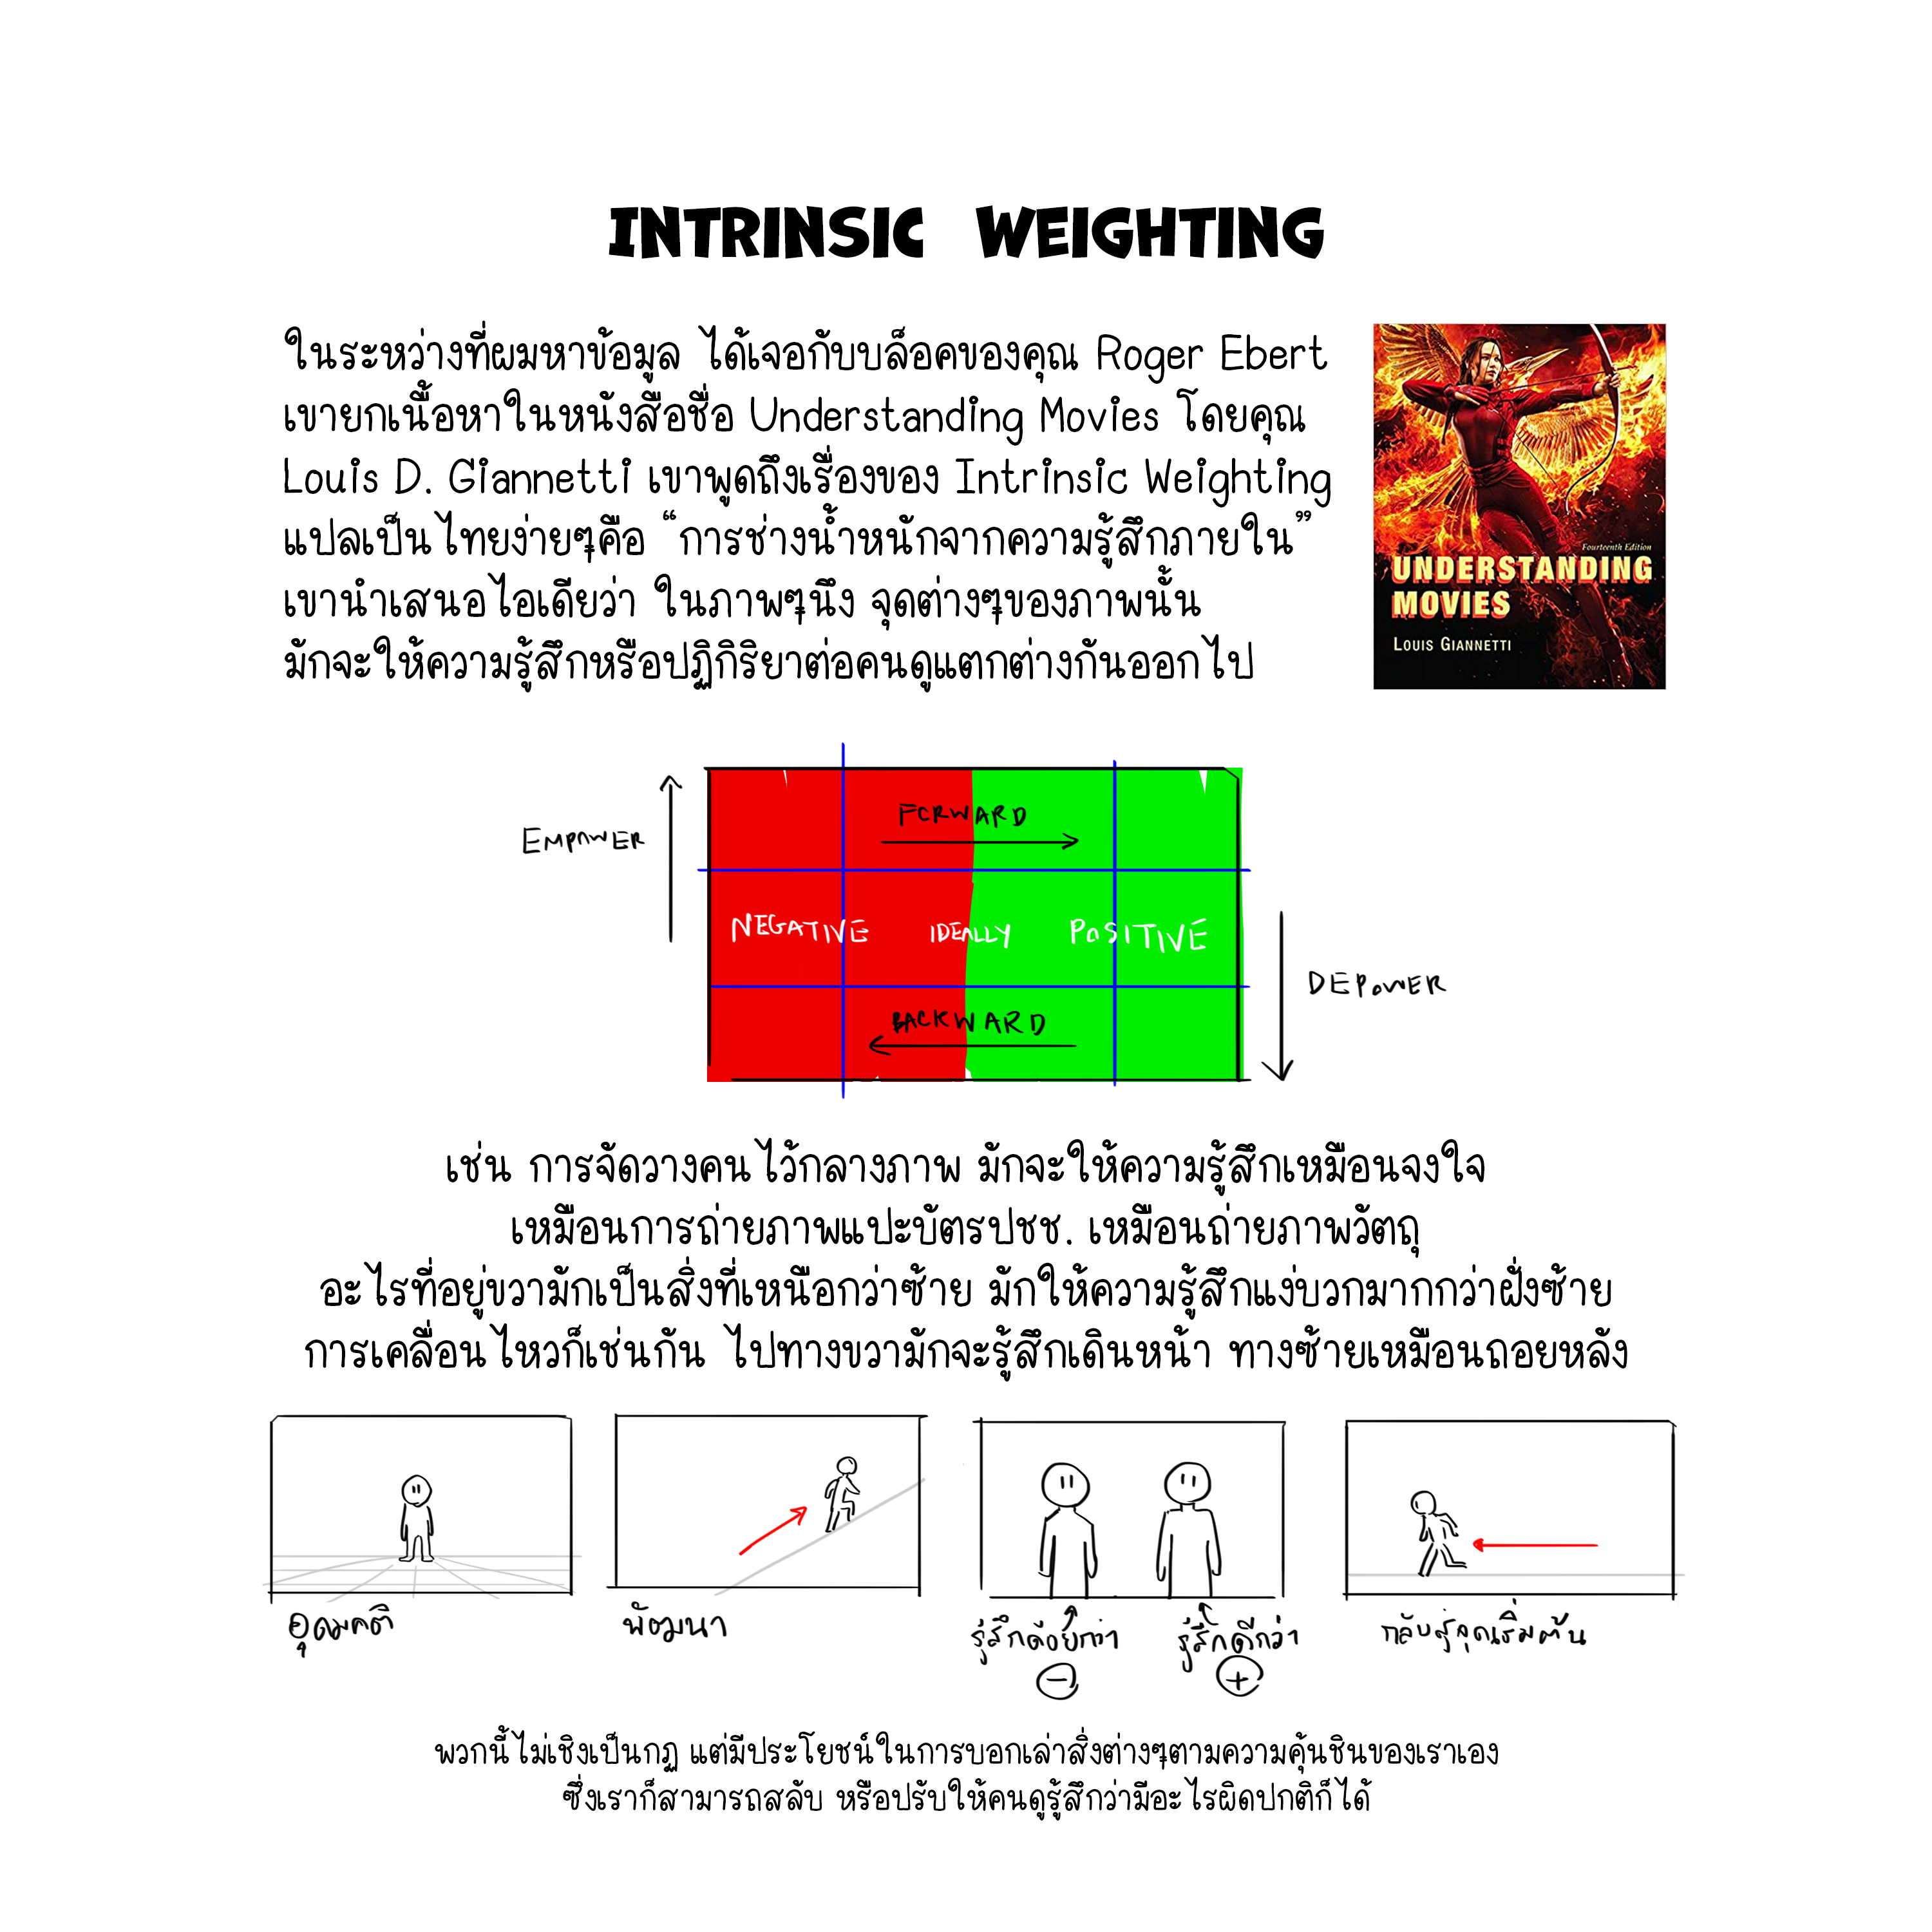 INTRINSIC WEIGHTING
ในระหว่างที่ผมหาข้อมูล ได้เจอกับบล็อคของคุณ Roger Ebert
เขายกเนื้อหาในหนังสือชื่อ Understanding Movies โดยคุณ
Louis D. Giannetti เขาพูดถึงเรื่องของ Intrinsic Weighting
แปลเป็นไทยง่ายๆคือ “การช่างน้ำหนักจากความรู้สึกภายใน”
เขานำเสนอไอเดียว่า ในภาพๆนึง จุดต่างๆของภาพนั้น
มักจะให้ความรู้สึกหรือปฏิกิริยาต่อคนดูแตกต่างกันออกไป
Fourteenth Edition
UNDERSTANDING
MOVIES
LOUIS GIANNETTI
EMPOWER
FORWARD
NEGATIVE IDEALLY POSITIVE
BACKWARD
DEPOWER
เช่น การจัดวางคนไว้กลางภาพ มักจะให้ความรู้สึกเหมือนจงใจ
เหมือนการถ่ายภาพแปะบัตรปชช. เหมือนถ่ายภาพวัตถุ
อะไรที่อยู่ขวามักเป็นสิ่งที่เหนือกว่าซ้าย มักให้ความรู้สึกแง่บวกมากกว่าฝั่งซ้าย
การเคลื่อนไหวก็เช่นกัน ไปทางขวามักจะรู้สึกเดินหน้า ทางซ้ายเหมือนถอยหลัง
อุดมคติ
พัฒนา
รู้สึกด้อยกว่า
−
รู้สึกดีกว่า
+
กลับสู่จุดเริ่มต้น
พวกนี้ไม่เชิงเป็นกฏ แต่มีประโยชน์ในการบอกเล่าสิ่งต่างๆตามความคุ้นชินของเราเอง
ซึ่งเราก็สามารถสลับ หรือปรับให้คนดูรู้สึกว่ามีอะไรผิดปกติก็ได้